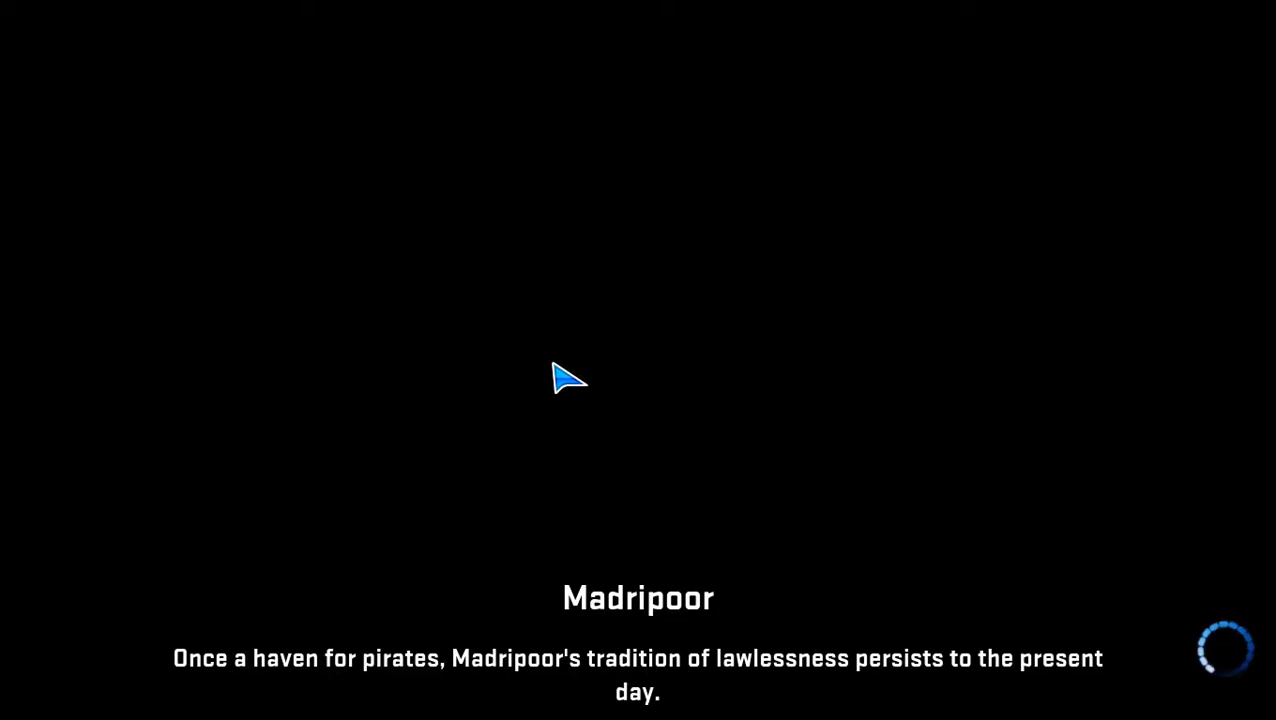 Madripoor
Once a haven for pirates, Madripoor's tradition of lawlessness persists to the present
day.